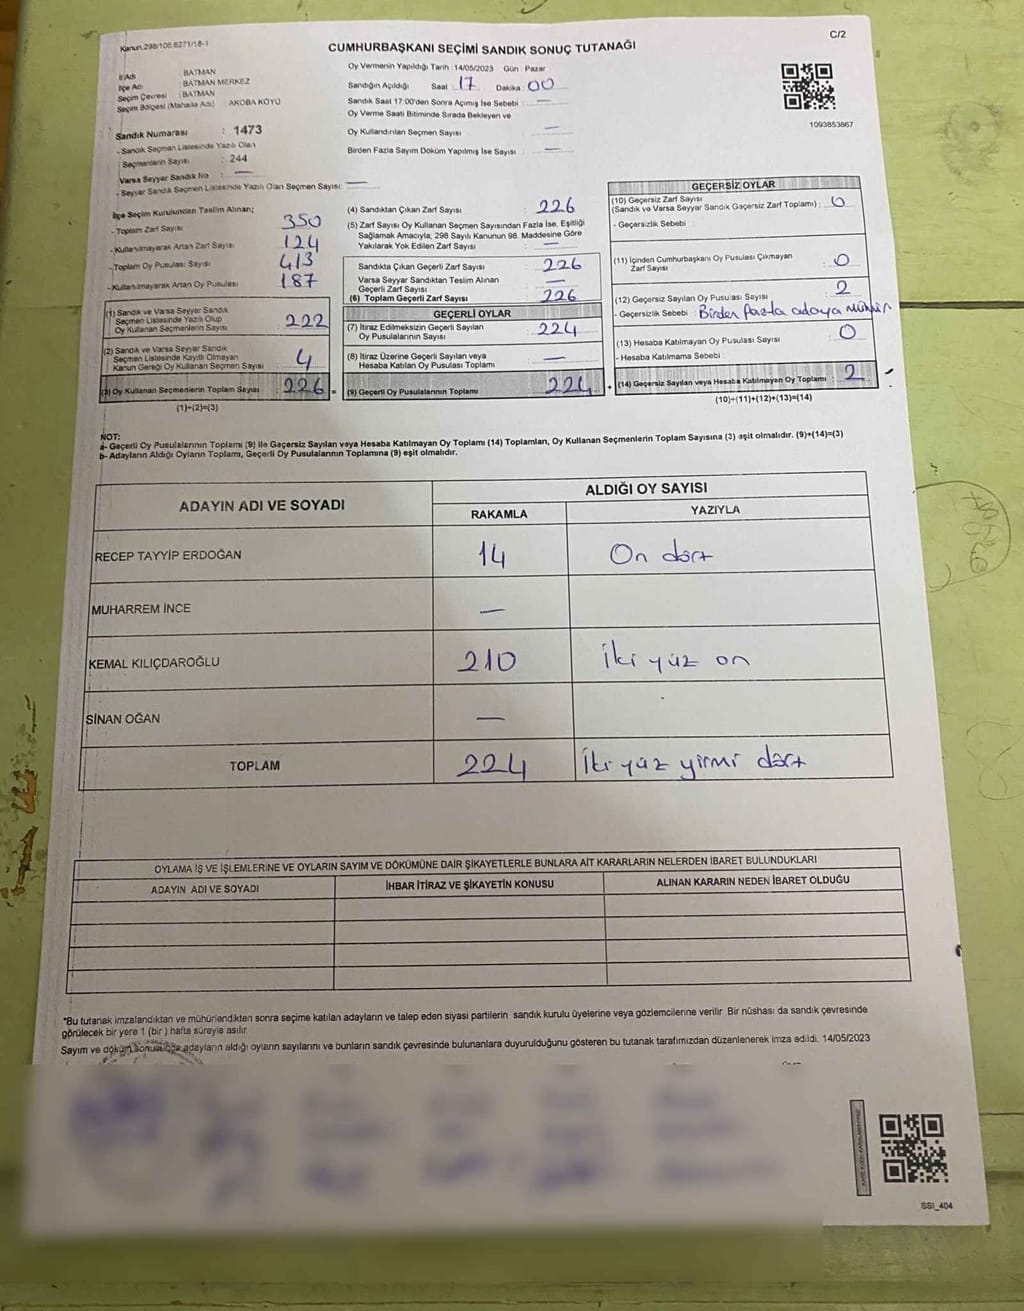 Kanun.298/105.6271/18-1
C/2
CUMHURBAŞKANI SEÇİMİ SANDIK SONUÇ TUTANAĞI
İl Adı : BATMAN
İlçe Adı : BATMAN MERKEZ
Seçim Çevresi : BATMAN
Seçim Bölgesi (Mahalle Adı) : AKOBA KÖYÜ
Sandık Numarası : 1473
- Sandık Seçmen Listesinde Yazılı Olan
Seçmenlerin Sayısı : 244
Varsa Seyyar Sandık No : —
- Seyyar Sandık Seçmen Listesinde Yazılı Olan Seçmen Sayısı: —
Oy Vermenin Yapıldığı Tarih : 14/05/2023 Gün : Pazar
Sandığın Açıldığı Saat : 17 Dakika : 00
Sandık Saat 17:00'den Sonra Açımış İse Sebebi : —
Oy Verme Saati Bitiminde Sırada Bekleyen ve
Oy Kullandırılan Seçmen Sayısı : —
Birden Fazla Sayım Döküm Yapılmış İse Sayısı : —
1093853867
İlçe Seçim Kurulundan Teslim Alınan;
- Toplam Zarf Sayısı : 350
- Kullanılmayarak Artan Zarf Sayısı : 124
- Toplam Oy Pusulası Sayısı : 413
- Kullanılmayarak Artan Oy Pusulası : 187
(1) Sandık ve Varsa Seyyar Sandık
Seçmen Listesinde Yazılı Olup
Oy Kullanan Seçmenlerin Sayısı : 222
(2) Sandık ve Varsa Seyyar Sandık
Seçmen Listesinde Kayıtlı Olmayan
Kanun Gereği Oy Kullanan Seçmen Sayısı : 4
(3) Oy Kullanan Seçmenlerin Toplam Sayısı : 226 =
(1)+(2)=(3)
(4) Sandıktan Çıkan Zarf Sayısı : 226
(5) Zarf Sayısı Oy Kullanan Seçmen Sayısından Fazla İse, Eşitliği
Sağlamak Amacıyla; 298 Sayılı Kanunun 98. Maddesine Göre
Yakılarak Yok Edilen Zarf Sayısı : —
Sandıkta Çıkan Geçerli Zarf Sayısı : 226
Varsa Seyyar Sandıktan Teslim Alınan
Geçerli Zarf Sayısı : —
(6) Toplam Geçerli Zarf Sayısı : 226
GEÇERLİ OYLAR
(7) İtiraz Edilmeksizin Geçerli Sayılan
Oy Pusulalarının Sayısı : 224
(8) İtiraz Üzerine Geçerli Sayılan veya
Hesaba Katılan Oy Pusulası Toplamı : —
(9) Geçerli Oy Pusulalarının Toplamı : 224 +
GEÇERSİZ OYLAR
(10) Geçersiz Zarf Sayısı
(Sandık ve Varsa Seyyar Sandık Geçersiz Zarf Toplamı) : 0
- Geçersizlik Sebebi :
(11) İçinden Cumhurbaşkanı Oy Pusulası Çıkmayan
Zarf Sayısı : 0
(12) Geçersiz Sayılan Oy Pusulası Sayısı : 2
- Geçersizlik Sebebi : Birden fazla adaya mühür
(13) Hesaba Katılmayan Oy Pusulası Sayısı : 0
- Hesaba Katılmama Sebebi :
(14) Geçersiz Sayılan veya Hesaba Katılmayan Oy Toplamı : 2
(10)+(11)+(12)+(13)=(14)
NOT:
a- Geçerli Oy Pusulalarının Toplamı (9) ile Geçersiz Sayılan veya Hesaba Katılmayan Oy Toplamı (14) Toplamları, Oy Kullanan Seçmenlerin Toplam Sayısına (3) eşit olmalıdır. (9)+(14)=(3)
b- Adayların Aldığı Oyların Toplamı, Geçerli Oy Pusulalarının Toplamına (9) eşit olmalıdır.
ADAYIN ADI VE SOYADI
ALDIĞI OY SAYISI
RAKAMLA YAZIYLA
RECEP TAYYİP ERDOĞAN 14 On dört
MUHARREM İNCE —
KEMAL KILIÇDAROĞLU 210 İki yüz on
SİNAN OĞAN —
TOPLAM 224 İki yüz yirmi dört
OYLAMA İŞ VE İŞLEMLERİNE VE OYLARIN SAYIM VE DÖKÜMÜNE DAİR ŞİKAYETLERLE BUNLARA AİT KARARLARIN NELERDEN İBARET BULUNDUKLARI
ADAYIN ADI VE SOYADI İHBAR İTİRAZ VE ŞİKAYETİN KONUSU ALINAN KARARIN NEDEN İBARET OLDUĞU
*Bu tutanak imzalandıktan ve mühürlendikten sonra seçime katılan adayların ve talep eden siyasi partilerin sandık kurulu üyelerine veya gözlemcilerine verilir. Bir nüshası da sandık çevresinde
görülecek bir yere 1 (bir) hafta süreyle asılır.
Sayım ve döküm sonucunda adayların aldığı oyların sayılarını ve bunların sandık çevresinde bulunanlara duyurulduğunu gösteren bu tutanak tarafımızdan düzenlenerek imza edildi. 14/05/2023
SSI_404